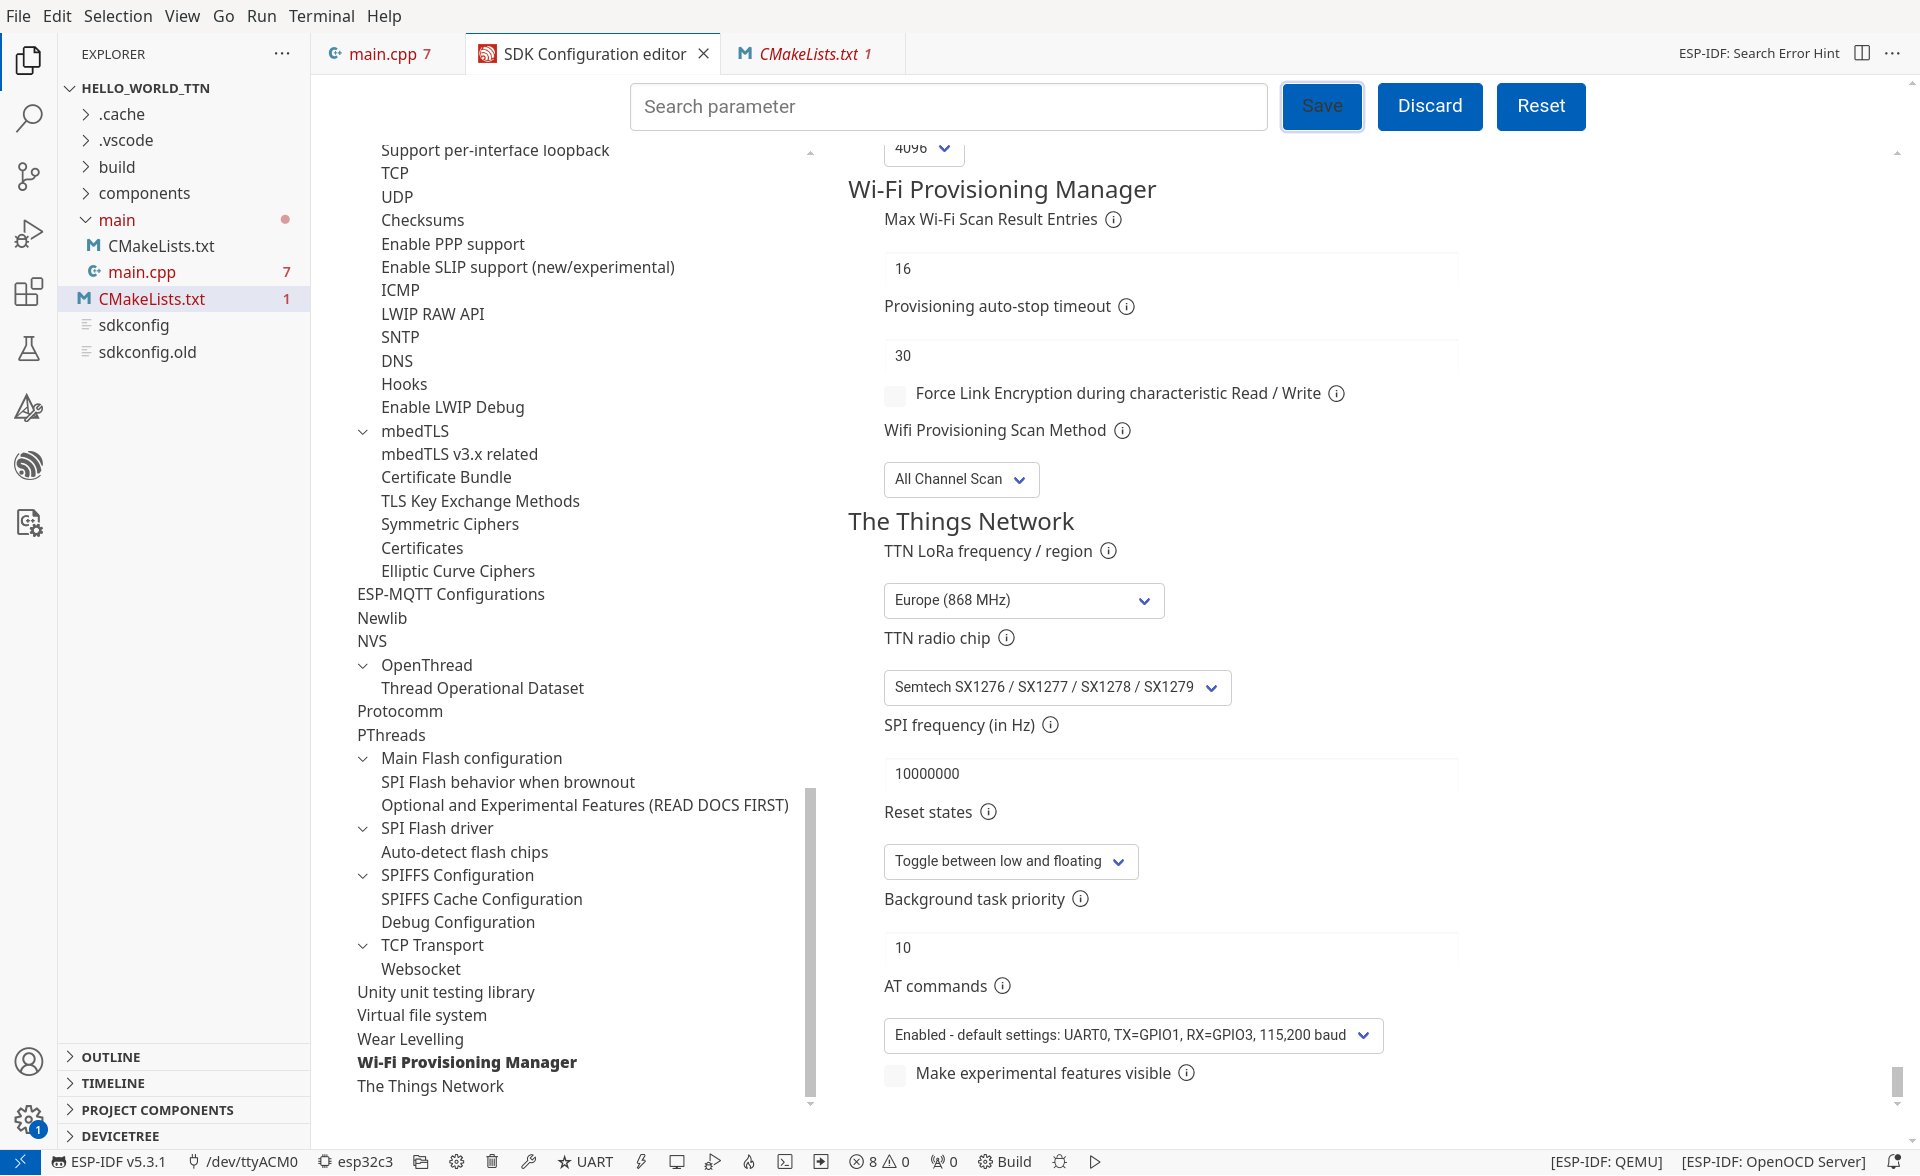 File Edit Selection View Go Run Terminal Help
EXPLORER
HELLO_WORLD_TTN
.cache
.vscode
build
components
main
CMakeLists.txt
main.cpp 7
CMakeLists.txt 1
sdkconfig
sdkconfig.old
OUTLINE
TIMELINE
PROJECT COMPONENTS
DEVICETREE
1
main.cpp 7
SDK Configuration editor
CMakeLists.txt 1
ESP-IDF: Search Error Hint
Search parameter
Save
Discard
Reset
Support per-interface loopback
TCP
UDP
Checksums
Enable PPP support
Enable SLIP support (new/experimental)
ICMP
LWIP RAW API
SNTP
DNS
Hooks
Enable LWIP Debug
mbedTLS
mbedTLS v3.x related
Certificate Bundle
TLS Key Exchange Methods
Symmetric Ciphers
Certificates
Elliptic Curve Ciphers
ESP-MQTT Configurations
Newlib
NVS
OpenThread
Thread Operational Dataset
Protocomm
PThreads
Main Flash configuration
SPI Flash behavior when brownout
Optional and Experimental Features (READ DOCS FIRST)
SPI Flash driver
Auto-detect flash chips
SPIFFS Configuration
SPIFFS Cache Configuration
Debug Configuration
TCP Transport
Websocket
Unity unit testing library
Virtual file system
Wear Levelling
Wi-Fi Provisioning Manager
The Things Network
4096
Wi-Fi Provisioning Manager
Max Wi-Fi Scan Result Entries
16
Provisioning auto-stop timeout
30
Force Link Encryption during characteristic Read / Write
Wifi Provisioning Scan Method
All Channel Scan
The Things Network
TTN LoRa frequency / region
Europe (868 MHz)
TTN radio chip
Semtech SX1276 / SX1277 / SX1278 / SX1279
SPI frequency (in Hz)
10000000
Reset states
Toggle between low and floating
Background task priority
10
AT commands
Enabled - default settings: UART0, TX=GPIO1, RX=GPIO3, 115,200 baud
Make experimental features visible
ESP-IDF v5.3.1 /dev/ttyACM0 esp32c3 UART 8 0 0 Build [ESP-IDF: QEMU] [ESP-IDF: OpenOCD Server]